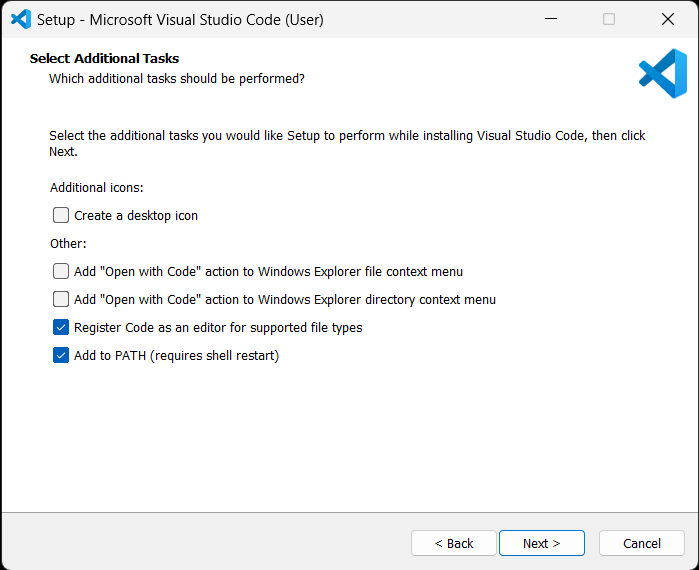 Setup - Microsoft Visual Studio Code (User)
Select Additional Tasks
Which additional tasks should be performed?
Select the additional tasks you would like Setup to perform while installing Visual Studio Code, then click
Next.
Additional icons:
Create a desktop icon
Other:
Add "Open with Code" action to Windows Explorer file context menu
Add "Open with Code" action to Windows Explorer directory context menu
Register Code as an editor for supported file types
Add to PATH (requires shell restart)
< Back Next > Cancel